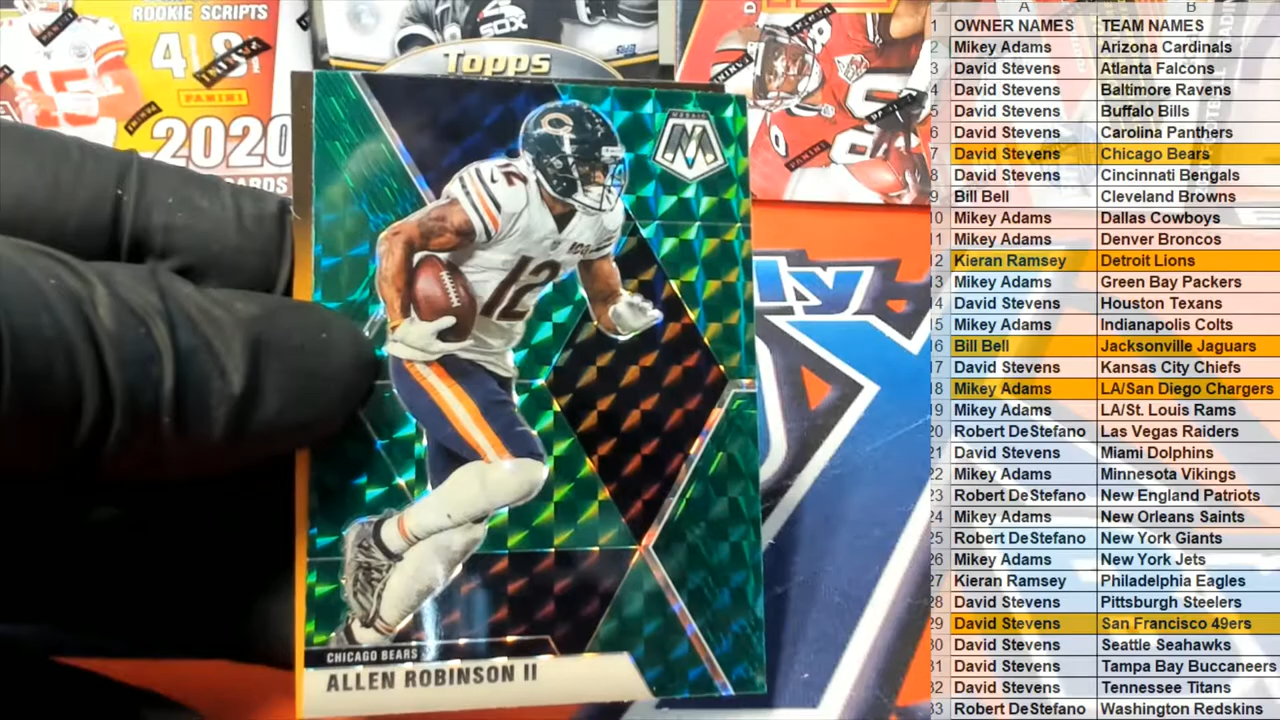 ROOKIE SCRIPTS
PANINI
PANINI
2020
CARDS
SOX
Topps
PANINI
PANINI
MOSAIC
M
12
12
ly
CHICAGO BEARS
ALLEN ROBINSON II
A B
1 OWNER NAMES TEAM NAMES
2 Mikey Adams Arizona Cardinals
3 David Stevens Atlanta Falcons
4 David Stevens Baltimore Ravens
5 David Stevens Buffalo Bills
6 David Stevens Carolina Panthers
7 David Stevens Chicago Bears
8 David Stevens Cincinnati Bengals
9 Bill Bell Cleveland Browns
10 Mikey Adams Dallas Cowboys
11 Mikey Adams Denver Broncos
12 Kieran Ramsey Detroit Lions
13 Mikey Adams Green Bay Packers
14 David Stevens Houston Texans
15 Mikey Adams Indianapolis Colts
16 Bill Bell Jacksonville Jaguars
17 David Stevens Kansas City Chiefs
18 Mikey Adams LA/San Diego Chargers
19 Mikey Adams LA/St. Louis Rams
20 Robert DeStefano Las Vegas Raiders
21 David Stevens Miami Dolphins
22 Mikey Adams Minnesota Vikings
23 Robert DeStefano New England Patriots
24 Mikey Adams New Orleans Saints
25 Robert DeStefano New York Giants
26 Mikey Adams New York Jets
27 Kieran Ramsey Philadelphia Eagles
28 David Stevens Pittsburgh Steelers
29 David Stevens San Francisco 49ers
30 David Stevens Seattle Seahawks
31 David Stevens Tampa Bay Buccaneers
32 David Stevens Tennessee Titans
33 Robert DeStefano Washington Redskins